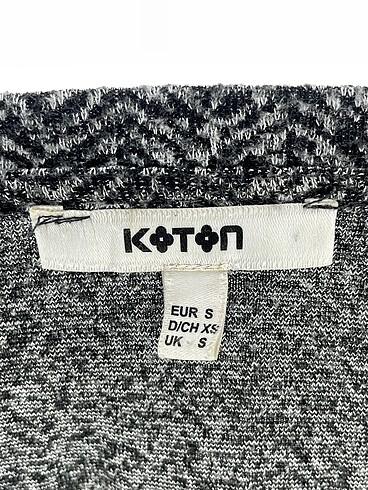 KOTON
EUR S
D/CH XS
UK S